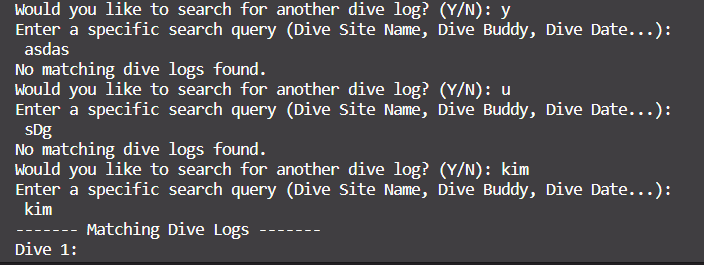 Would you like to search for another dive log? (Y/N): y
Enter a specific search query (Dive Site Name, Dive Buddy, Dive Date...):
 asdas
No matching dive logs found.
Would you like to search for another dive log? (Y/N): u
Enter a specific search query (Dive Site Name, Dive Buddy, Dive Date...):
 sDg
No matching dive logs found.
Would you like to search for another dive log? (Y/N): kim
Enter a specific search query (Dive Site Name, Dive Buddy, Dive Date...):
 kim
------- Matching Dive Logs -------
Dive 1: